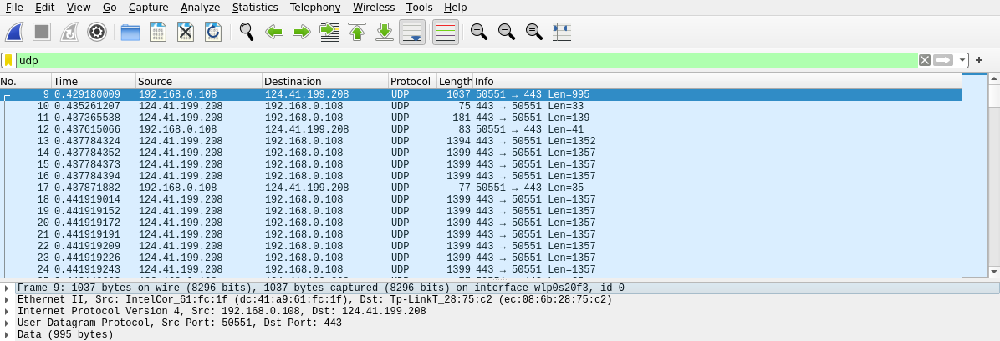 File Edit View Go Capture Analyze Statistics Telephony Wireless Tools Help
udp
No. Time Source Destination Protocol Length Info
9 0.429180009 192.168.0.108 124.41.199.208 UDP 1037 50551 → 443 Len=995
10 0.435261207 124.41.199.208 192.168.0.108 UDP 75 443 → 50551 Len=33
11 0.437365538 124.41.199.208 192.168.0.108 UDP 181 443 → 50551 Len=139
12 0.437615066 192.168.0.108 124.41.199.208 UDP 83 50551 → 443 Len=41
13 0.437784324 124.41.199.208 192.168.0.108 UDP 1394 443 → 50551 Len=1352
14 0.437784352 124.41.199.208 192.168.0.108 UDP 1399 443 → 50551 Len=1357
15 0.437784373 124.41.199.208 192.168.0.108 UDP 1399 443 → 50551 Len=1357
16 0.437784394 124.41.199.208 192.168.0.108 UDP 1399 443 → 50551 Len=1357
17 0.437871882 192.168.0.108 124.41.199.208 UDP 77 50551 → 443 Len=35
18 0.441919014 124.41.199.208 192.168.0.108 UDP 1399 443 → 50551 Len=1357
19 0.441919152 124.41.199.208 192.168.0.108 UDP 1399 443 → 50551 Len=1357
20 0.441919172 124.41.199.208 192.168.0.108 UDP 1399 443 → 50551 Len=1357
21 0.441919191 124.41.199.208 192.168.0.108 UDP 1399 443 → 50551 Len=1357
22 0.441919209 124.41.199.208 192.168.0.108 UDP 1399 443 → 50551 Len=1357
23 0.441919226 124.41.199.208 192.168.0.108 UDP 1399 443 → 50551 Len=1357
24 0.441919243 124.41.199.208 192.168.0.108 UDP 1399 443 → 50551 Len=1357
Frame 9: 1037 bytes on wire (8296 bits), 1037 bytes captured (8296 bits) on interface wlp0s20f3, id 0
Ethernet II, Src: IntelCor_61:fc:1f (dc:41:a9:61:fc:1f), Dst: Tp-LinkT_28:75:c2 (ec:08:6b:28:75:c2)
Internet Protocol Version 4, Src: 192.168.0.108, Dst: 124.41.199.208
User Datagram Protocol, Src Port: 50551, Dst Port: 443
Data (995 bytes)